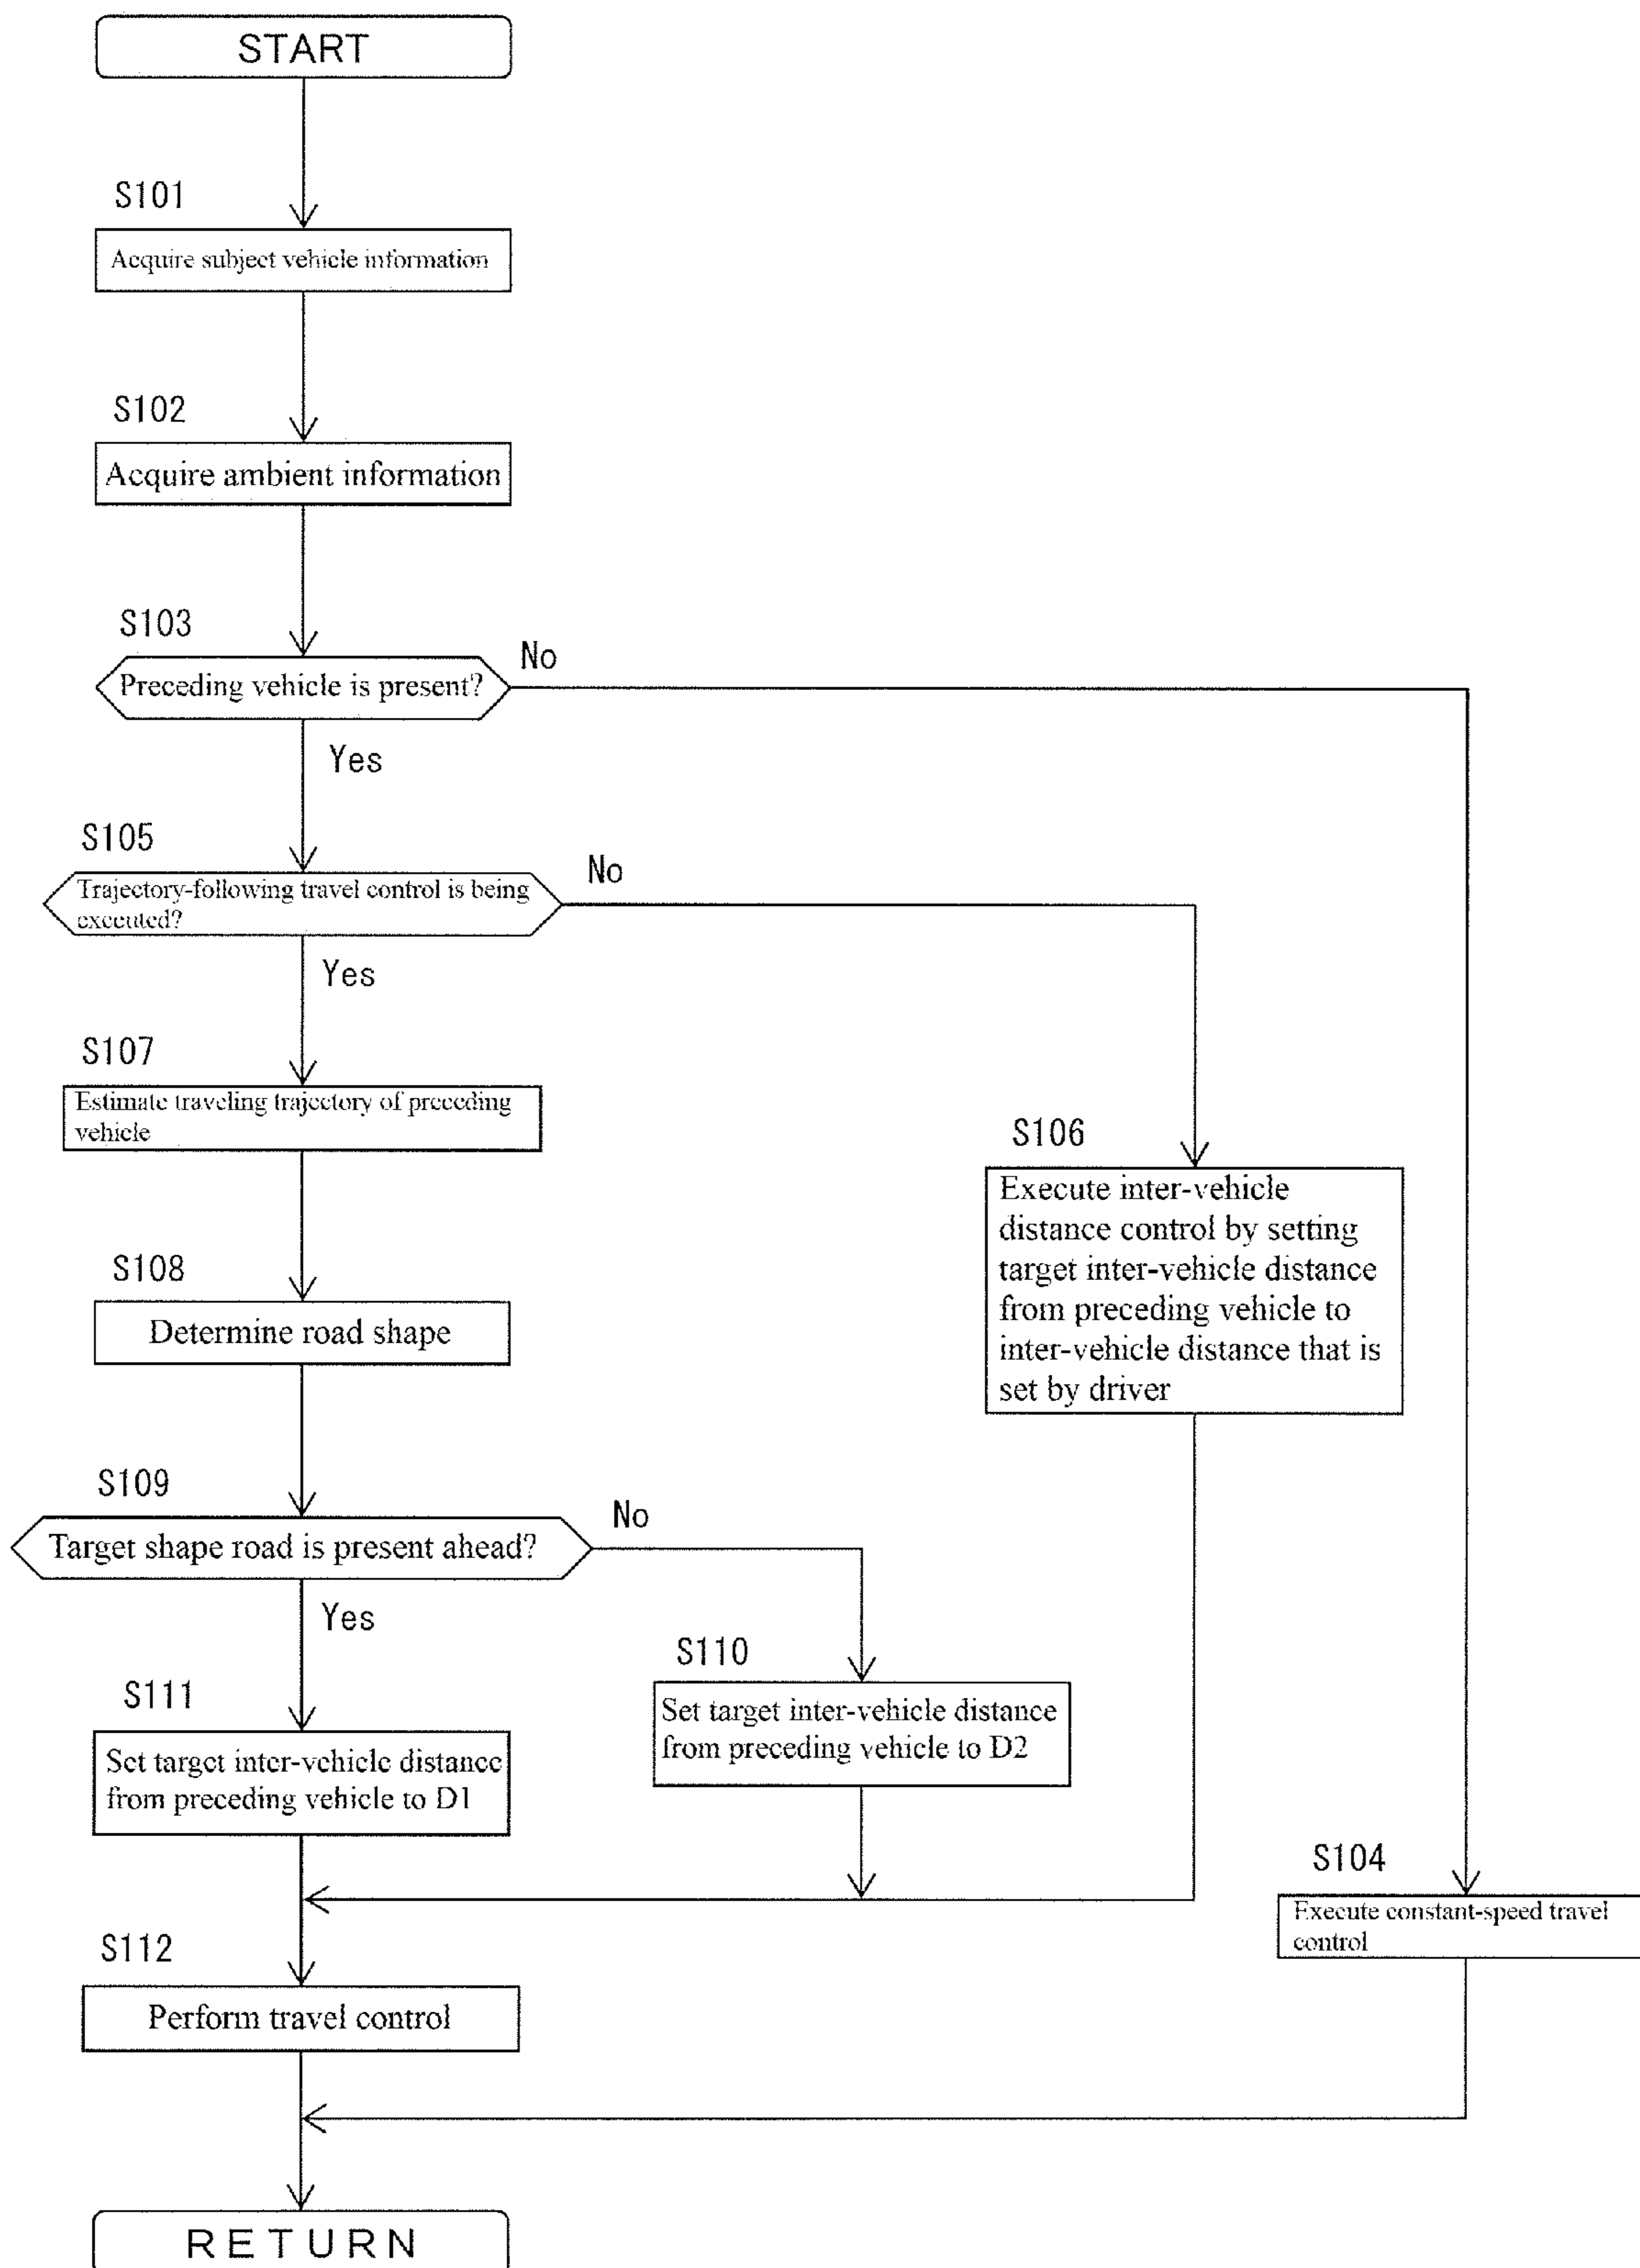 START
S101
Acquire subject vehicle information
S102
Acquire ambient information
S103
No
Preceding vehicle is present?
Yes
S105
No
Trajectory-following travel control is being
executed?
Yes
S107
Estimate traveling trajectory of preceding
vehicle
S106
Execute inter-vehicle
distance control by setting
target inter-vehicle distance
from preceding vehicle to
inter-vehicle distance that is
set by driver
S108
Determine road shape
S109
No
Target shape road is present ahead?
Yes
S110
Set target inter-vehicle distance
from preceding vehicle to D2
S111
Set target inter-vehicle distance
from preceding vehicle to D1
S104
Execute constant-speed travel
control
S112
Perform travel control
RETURN